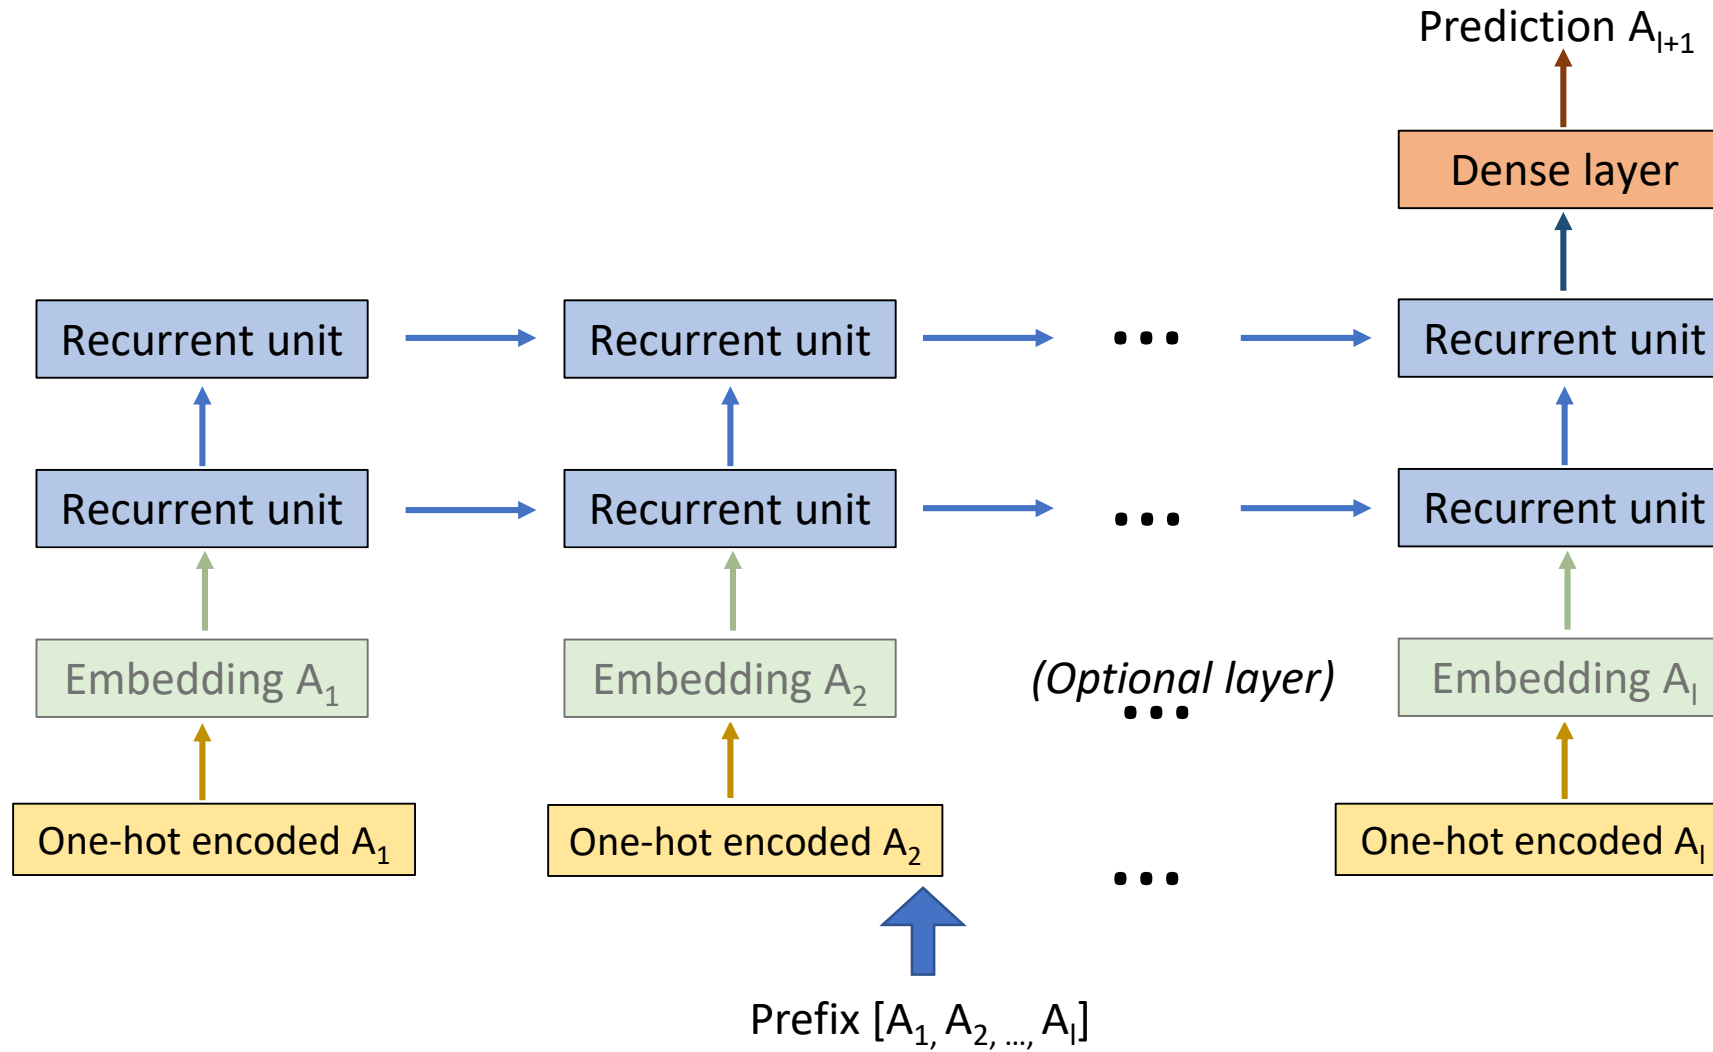 Prediction A_{l+1}
Dense layer
Recurrent unit Recurrent unit ... Recurrent unit
Recurrent unit Recurrent unit ... Recurrent unit
Embedding A_1 Embedding A_2 (Optional layer) ... Embedding A_l
One-hot encoded A_1 One-hot encoded A_2 ... One-hot encoded A_l
Prefix [A_1, A_2, ..., A_l]